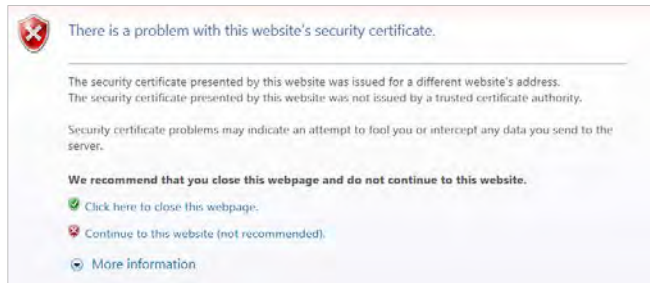 There is a problem with this website's security certificate.
The security certificate presented by this website was issued for a different website's address.
The security certificate presented by this website was not issued by a trusted certificate authority.
Security certificate problems may indicate an attempt to fool you or intercept any data you send to the
server.
We recommend that you close this webpage and do not continue to this website.
Click here to close this webpage.
Continue to this website (not recommended).
More information